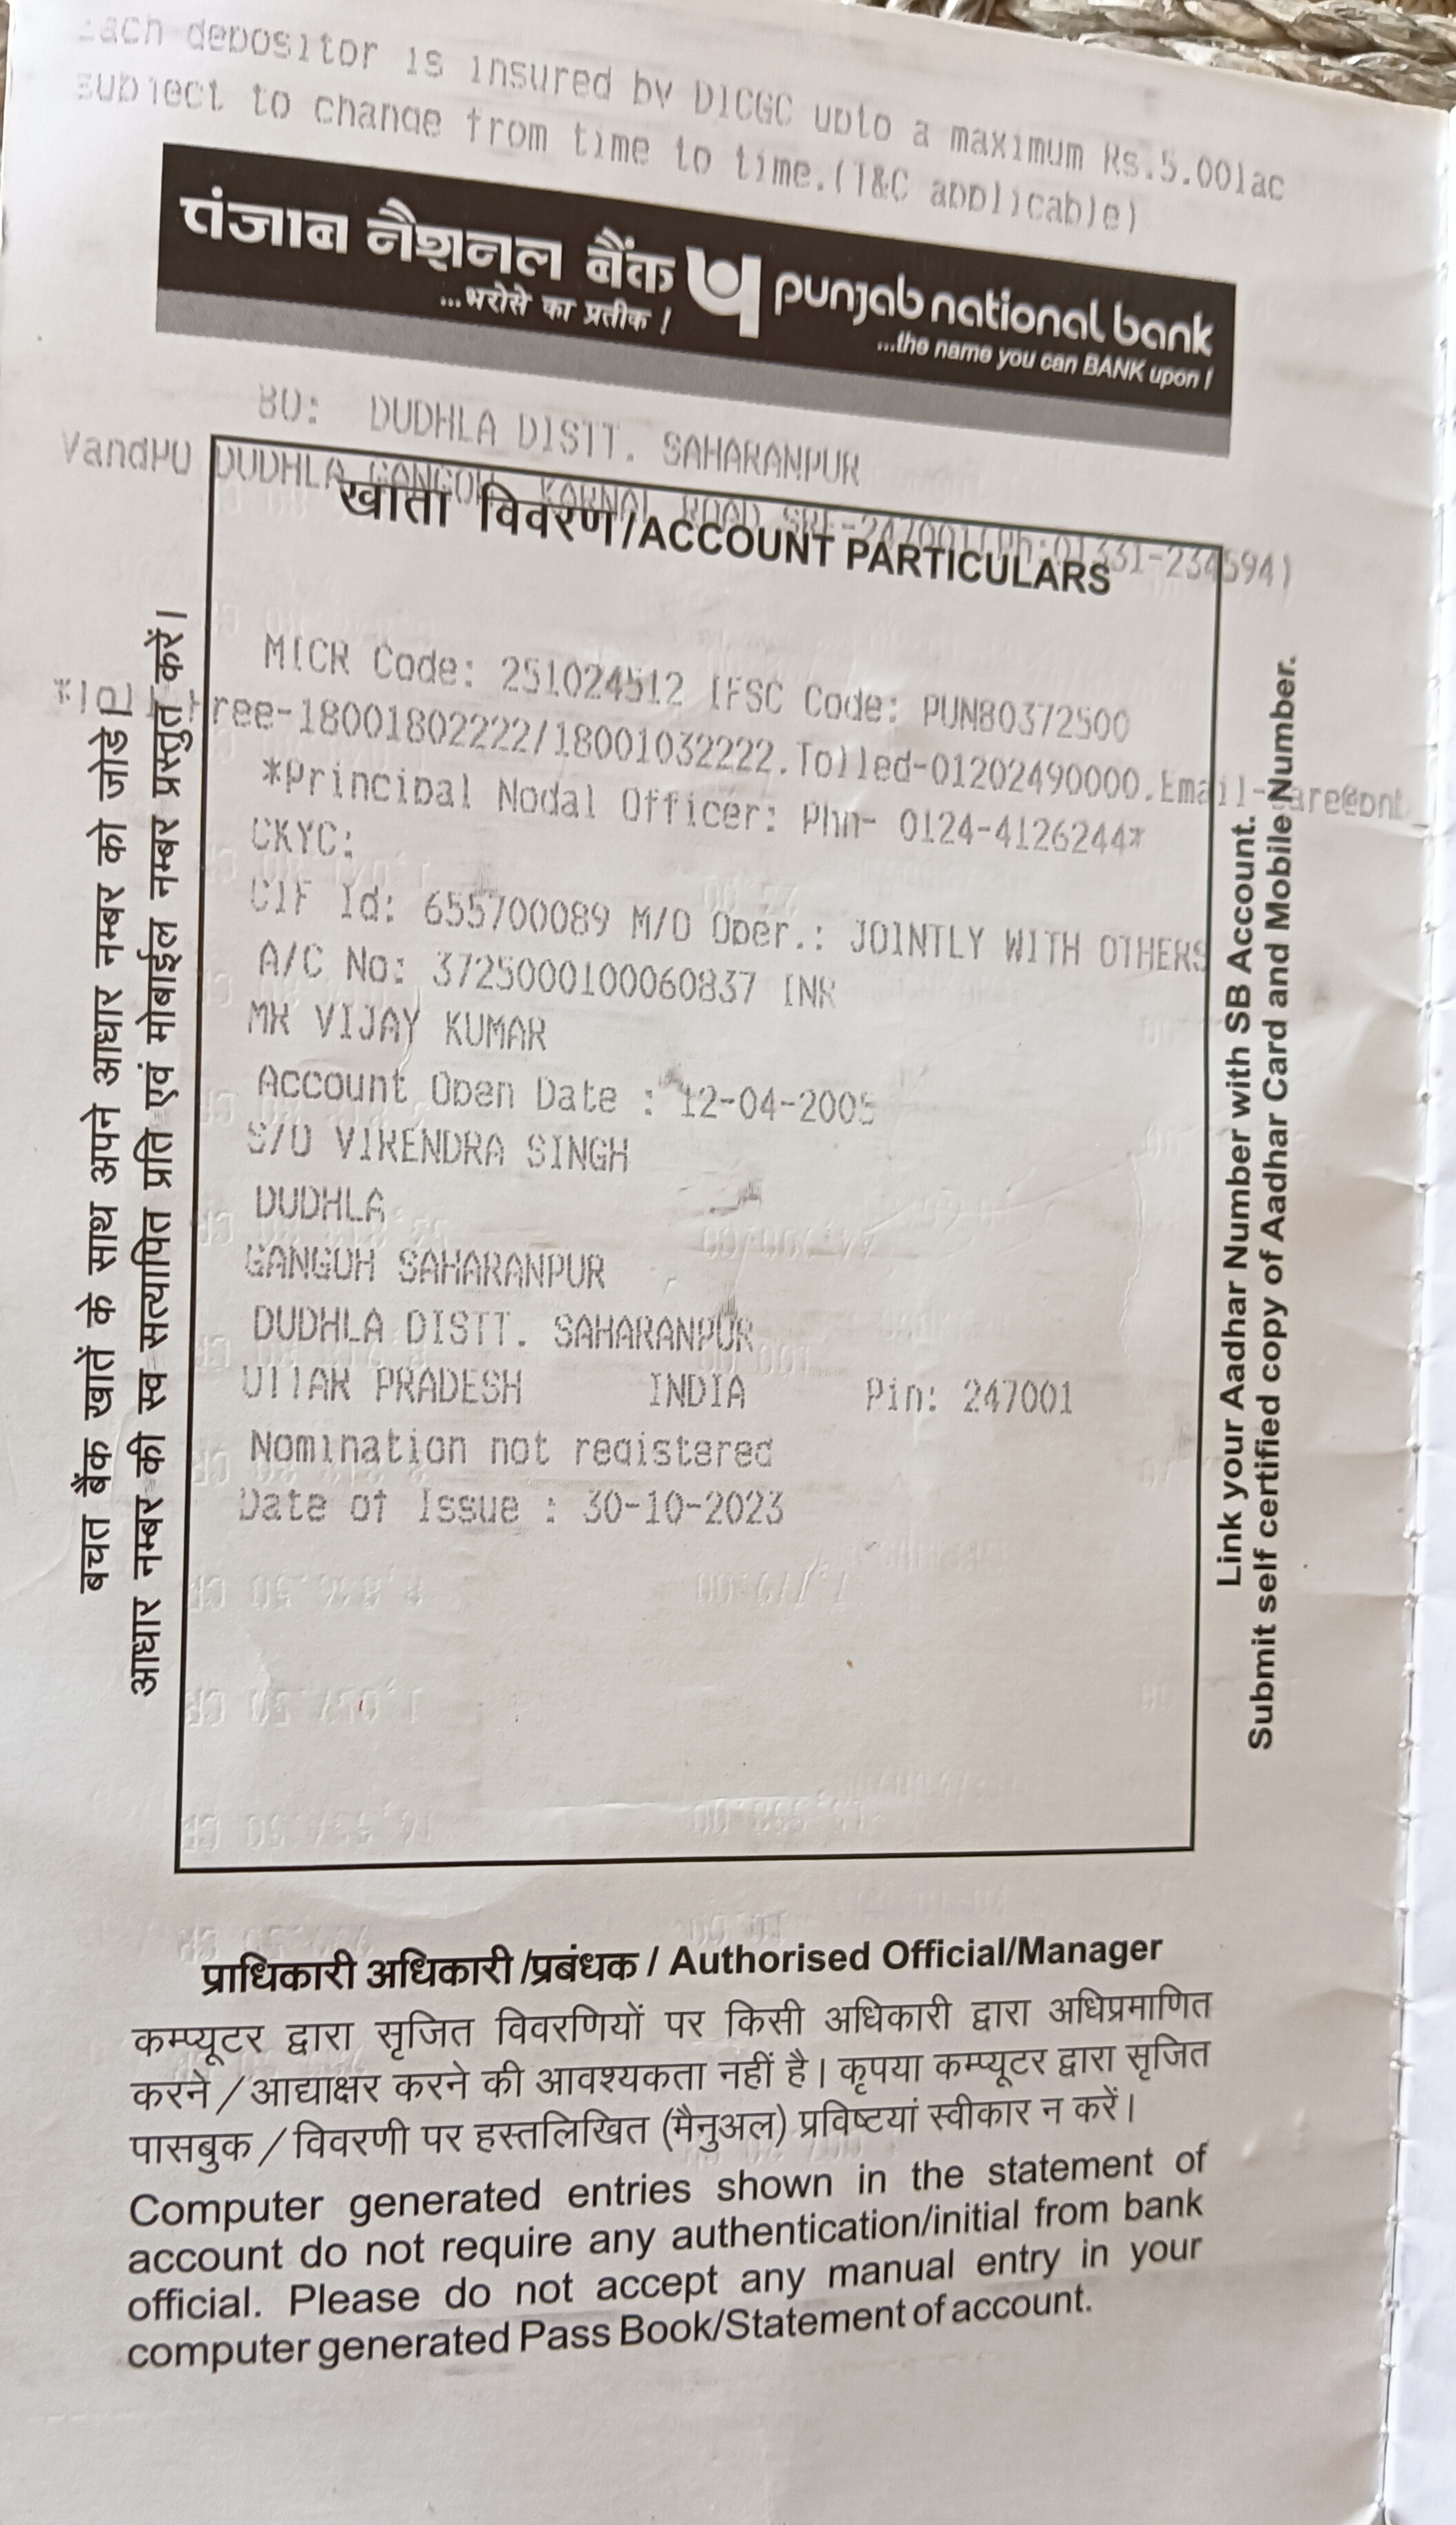 Each depositor is insured by DICGC upto a maximum Rs.5.00lac
subject to change from time to time.(T&C applicable)
पंजाब नैशनल बैंक punjab national bank
...भरोसे का प्रतीक ! ...the name you can BANK upon !
BO: DUDHLA DISTT. SAHARANPUR
DUDHLA GANGOH KARNAL ROAD SRE-247001(Ph:01331-234594)
खाता विवरण/ACCOUNT PARTICULARS
MICR Code: 251024512 IFSC Code: PUNB0372500
ree-18001802222/18001032222.Tolled-01202490000.Email-care@pnb
*Principal Nodal Officer: Phn- 0124-4126244*
CKYC:
CIF Id: 655700089 M/O Oper.: JOINTLY WITH OTHERS
A/C No: 3725000100060837 INR
MR VIJAY KUMAR
Account Open Date : 12-04-2005
S/O VIRENDRA SINGH
DUDHLA
GANGOH SAHARANPUR
DUDHLA DISTT. SAHARANPUR
UTTAR PRADESH INDIA Pin: 247001
Nomination not registered
Date of Issue : 30-10-2023
बचत बैंक खातें के साथ अपने आधार नम्बर को जोडे़।
आधार नम्बर की स्व सत्यापित प्रति एवं मोबाईल नम्बर प्रस्तुत करें।
Link your Aadhar Number with SB Account.
Submit self certified copy of Aadhar Card and Mobile Number.
प्राधिकारी अधिकारी/प्रबंधक / Authorised Official/Manager
कम्प्यूटर द्वारा सृजित विवरणियों पर किसी अधिकारी द्वारा अधिप्रमाणित
करने / आद्याक्षर करने की आवश्यकता नहीं है। कृपया कम्प्यूटर द्वारा सृजित
पासबुक / विवरणी पर हस्तलिखित (मैनुअल) प्रविष्टयां स्वीकार न करें।
Computer generated entries shown in the statement of
account do not require any authentication/initial from bank
official. Please do not accept any manual entry in your
computer generated Pass Book/Statement of account.